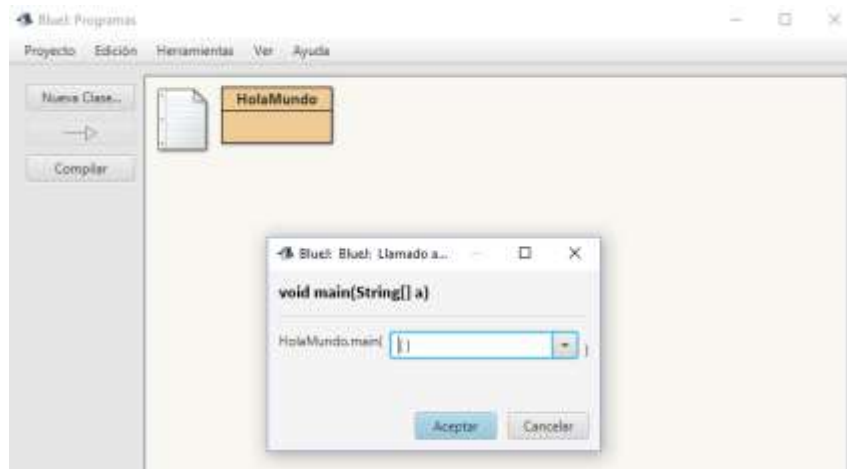 BlueJ: Programas
Proyecto Edición Herramientas Ver Ayuda
Nueva Clase...
Compilar
HolaMundo
BlueJ: BlueJ: Llamado a...
void main(String[] a)
HolaMundo.main( { } )
Aceptar Cancelar